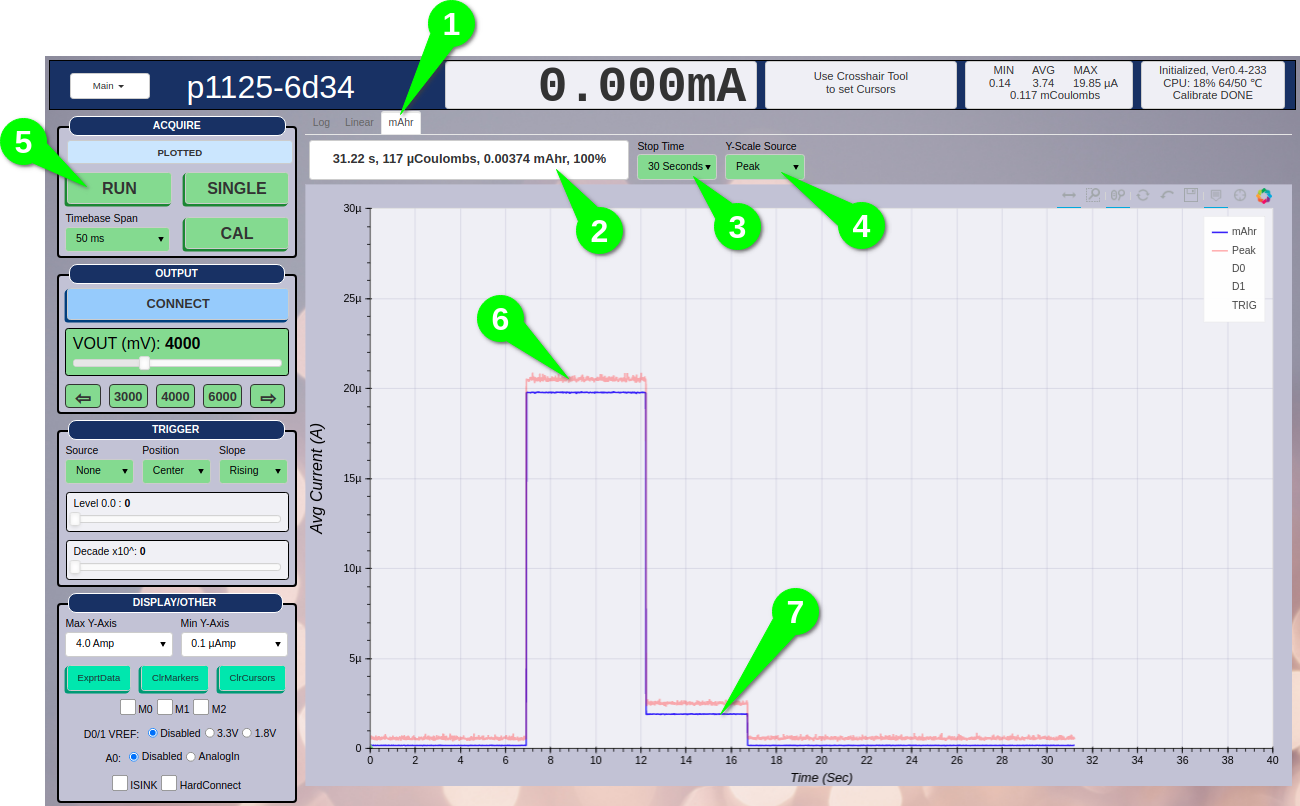 1
Main
p1125-6d34
0.000mA
Use Crosshair Tool
to set Cursors
MIN AVG MAX
0.14 3.74 19.85 µA
0.117 mCoulombs
Initialized, Ver0.4-233
CPU: 18% 64/50 ℃
Calibrate DONE
ACQUIRE
5
PLOTTED
RUN SINGLE
Timebase Span
50 ms
CAL
OUTPUT
CONNECT
VOUT (mV): 4000
⇦ 3000 4000 6000 ⇨
TRIGGER
Source Position Slope
None Center Rising
Level 0.0 : 0
Decade x10^: 0
DISPLAY/OTHER
Max Y-Axis Min Y-Axis
4.0 Amp 0.1 µAmp
ExprtData ClrMarkers ClrCursors
M0 M1 M2
D0/1 VREF: Disabled 3.3V 1.8V
A0: Disabled AnalogIn
ISINK HardConnect
Log Linear mAhr
31.22 s, 117 µCoulombs, 0.00374 mAhr, 100%
Stop Time Y-Scale Source
30 Seconds Peak
2
3
4
mAhr
Peak
D0
D1
TRIG
6
7
30µ
25µ
20µ
15µ
10µ
5µ
0
Avg Current (A)
0 2 4 6 8 10 12 14 16 18 20 22 24 26 28 30 32 34 36 38 40
Time (Sec)